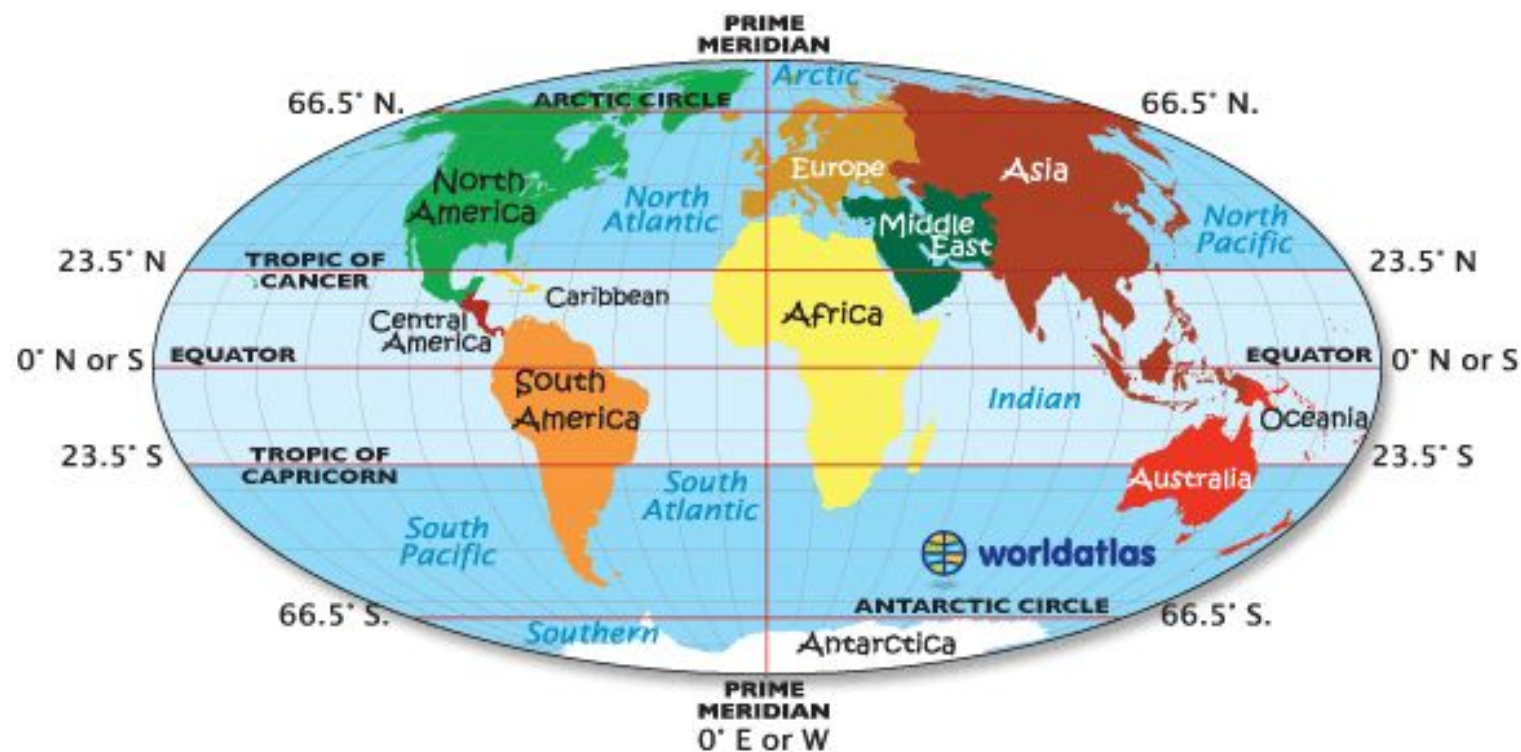 PRIME
MERIDIAN
Arctic
66.5° N.
ARCTIC CIRCLE
66.5° N.
Europe
Asia
North
America
North
Atlantic
Middle
East
North
Pacific
23.5° N
TROPIC OF
CANCER
23.5° N
Caribbean
Africa
Central
America
0° N or S
EQUATOR
EQUATOR
0° N or S
South
America
Indian
Oceania
23.5° S
TROPIC OF
CAPRICORN
23.5° S
South
Atlantic
Australia
South
Pacific
worldatlas
66.5° S.
ANTARCTIC CIRCLE
66.5° S.
Southern
Antarctica
PRIME
MERIDIAN
0° E or W